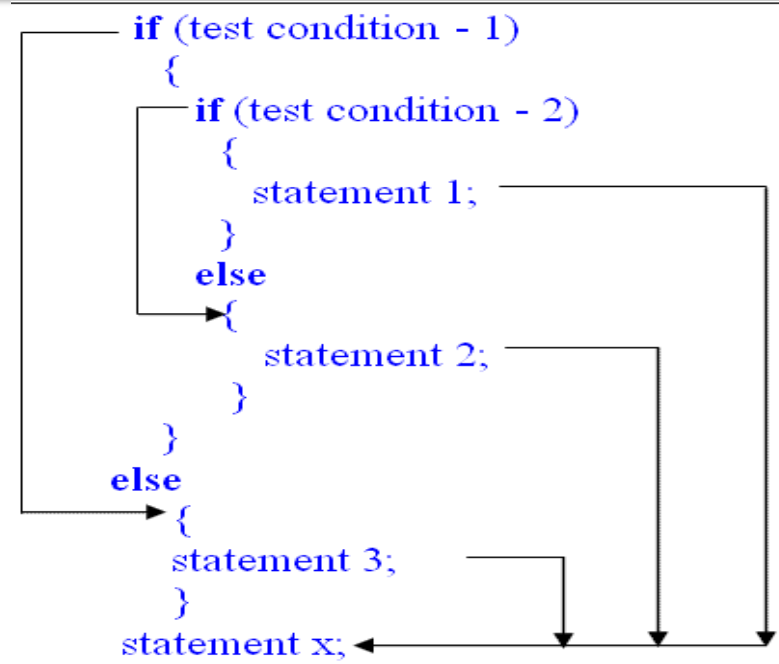 if (test condition - 1)
{
if (test condition - 2)
{
statement 1;
}
else
{
statement 2;
}
}
else
{
statement 3;
}
statement x;